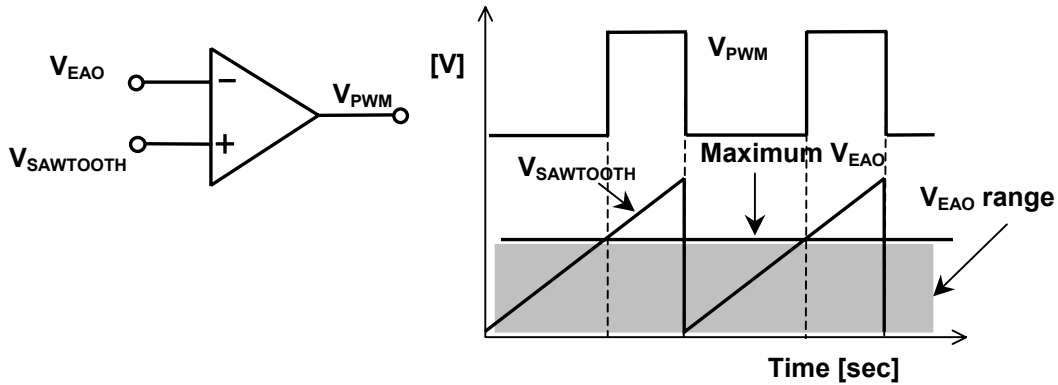 V_EAO
−
V_PWM
+
V_SAWTOOTH
[V]
V_PWM
V_SAWTOOTH
Maximum V_EAO
V_EAO range
Time [sec]